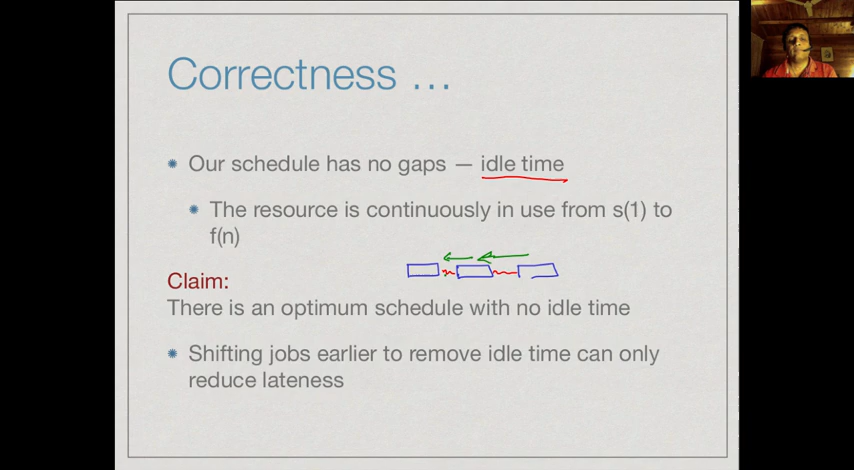 Correctness ...
Our schedule has no gaps — idle time
The resource is continuously in use from s(1) to
f(n)
Claim:
There is an optimum schedule with no idle time
Shifting jobs earlier to remove idle time can only
reduce lateness